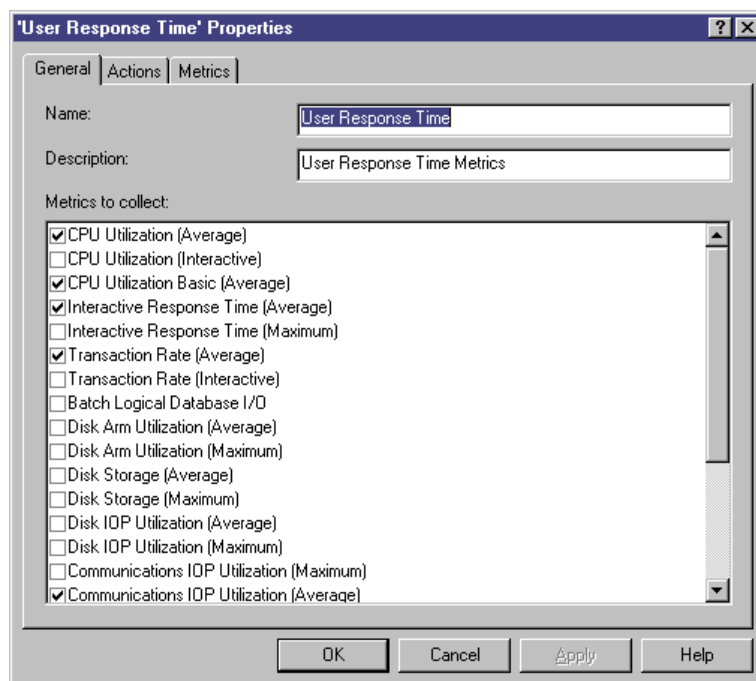 'User Response Time' Properties
General Actions Metrics
Name: User Response Time
Description: User Response Time Metrics
Metrics to collect:
CPU Utilization (Average)
CPU Utilization (Interactive)
CPU Utilization Basic (Average)
Interactive Response Time (Average)
Interactive Response Time (Maximum)
Transaction Rate (Average)
Transaction Rate (Interactive)
Batch Logical Database I/O
Disk Arm Utilization (Average)
Disk Arm Utilization (Maximum)
Disk Storage (Average)
Disk Storage (Maximum)
Disk IOP Utilization (Average)
Disk IOP Utilization (Maximum)
Communications IOP Utilization (Maximum)
Communications IOP Utilization (Average)
OK Cancel Apply Help